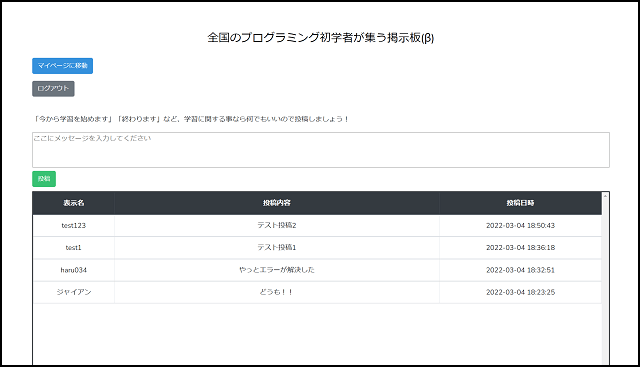 全国のプログラミング初学者が集う掲示板(β)
マイページに移動
ログアウト
「今から学習を始めます」「終わります」など、学習に関する事なら何でもいいので投稿しましょう！
ここにメッセージを入力してください
投稿
表示名 投稿内容 投稿日時
test123 テスト投稿2 2022-03-04 18:50:43
test1 テスト投稿1 2022-03-04 18:36:18
haru034 やっとエラーが解決した 2022-03-04 18:32:51
ジャイアン どうも！！ 2022-03-04 18:23:25